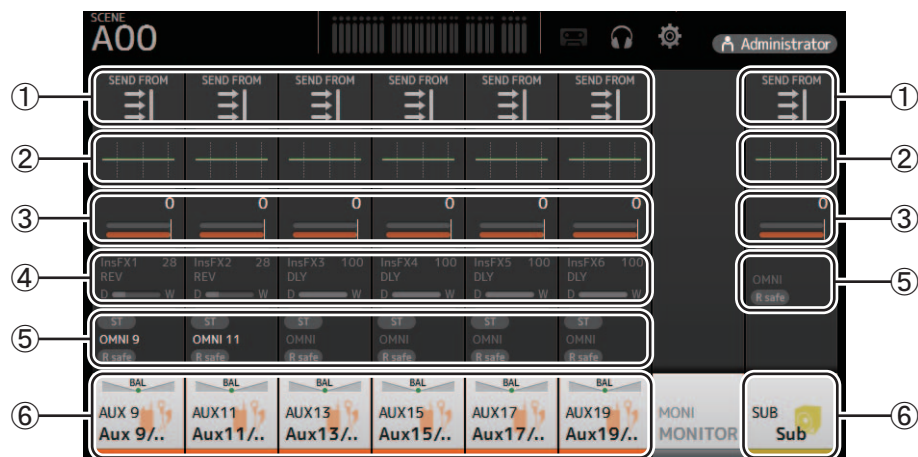 SCENE
A00
Administrator
① SEND FROM SEND FROM SEND FROM SEND FROM SEND FROM SEND FROM SEND FROM ①
② ②
③ 0 0 0 0 0 0 0 ③
④ InsFX1 28 InsFX2 28 InsFX3 100 InsFX4 100 InsFX5 100 InsFX6 100
REV REV DLY DLY DLY DLY
D W D W D W D W D W D W
OMNI ⑤
R safe
ST ST ST ST ST ST
⑤ OMNI 9 OMNI 11 OMNI OMNI OMNI OMNI
R safe R safe R safe R safe R safe R safe
BAL BAL BAL BAL BAL BAL
⑥ AUX 9 AUX11 AUX13 AUX15 AUX17 AUX19 MONI SUB ⑥
Aux 9/.. Aux11/.. Aux13/.. Aux15/.. Aux17/.. Aux19/.. MONITOR Sub